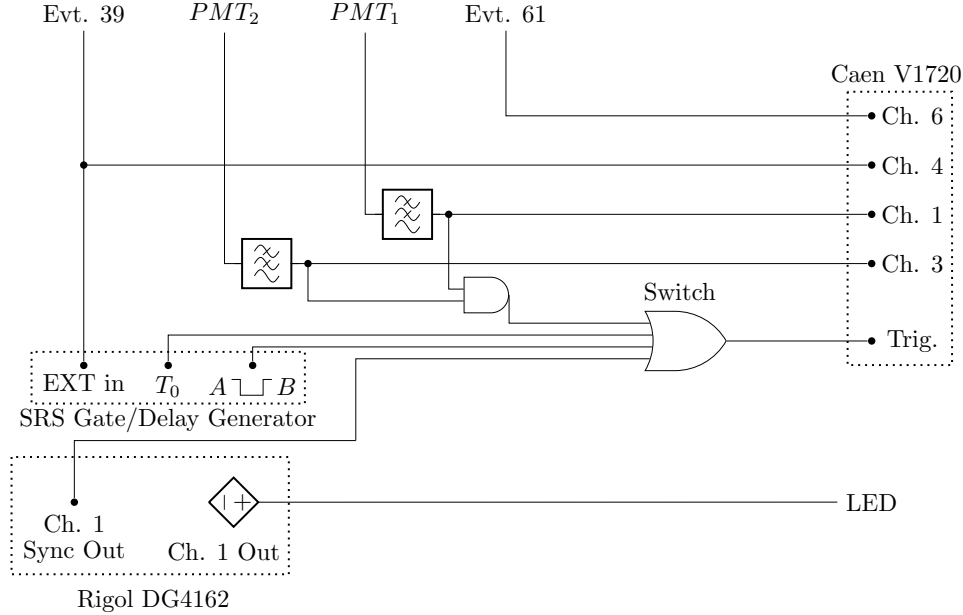 Evt. 39
PMT2
PMT1
Evt. 61
Caen V1720
Ch. 6
Ch. 4
Ch. 1
Ch. 3
Switch
Trig.
EXT in
T0
A
B
SRS Gate/Delay Generator
LED
Ch. 1
Sync Out
Ch. 1 Out
Rigol DG4162